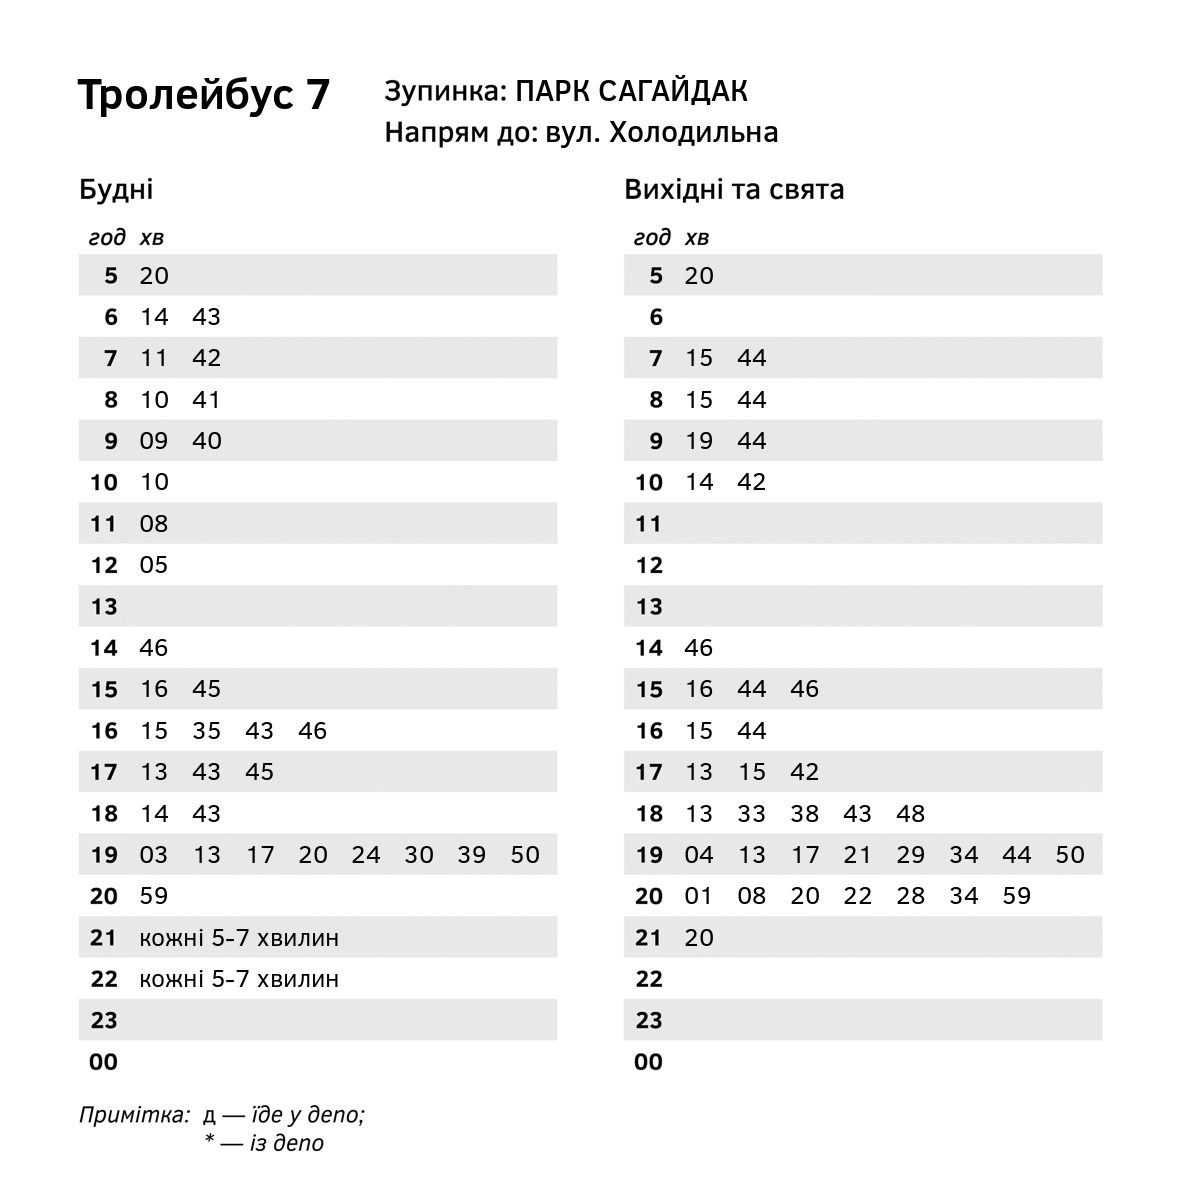 Тролейбус 7
Зупинка: ПАРК САГАЙДАК
Напрям до: вул. Холодильна
Будні
год хв
5 20
6 14 43
7 11 42
8 10 41
9 09 40
10 10
11 08
12 05
13
14 46
15 16 45
16 15 35 43 46
17 13 43 45
18 14 43
19 03 13 17 20 24 30 39 50
20 59
21 кожні 5-7 хвилин
22 кожні 5-7 хвилин
23
00
Вихідні та свята
год хв
5 20
6
7 15 44
8 15 44
9 19 44
10 14 42
11
12
13
14 46
15 16 44 46
16 15 44
17 13 15 42
18 13 33 38 43 48
19 04 13 17 21 29 34 44 50
20 01 08 20 22 28 34 59
21 20
22
23
00
Примітка: д — їде у депо;
* — із депо